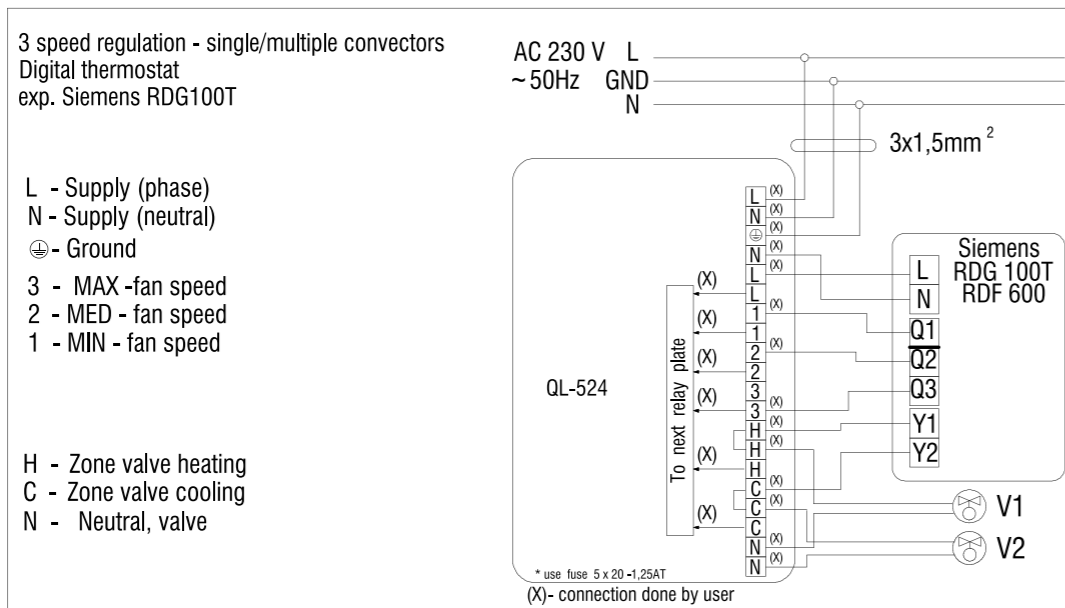 3 speed regulation - single/multiple convectors
Digital thermostat
exp. Siemens RDG100T
L - Supply (phase)
N - Supply (neutral)
- Ground
3 - MAX -fan speed
2 - MED - fan speed
1 - MIN - fan speed
H - Zone valve heating
C - Zone valve cooling
N - Neutral, valve
AC 230 V L
~50Hz GND
N
3x1,5mm²
L (X)
N (X)
(X)
N (X)
L (X)
L
1 (X)
1
2 (X)
2
3
3 (X)
H (X)
H (X)
H
C (X)
C (X)
C
N (X)
N (X)
(X)
(X)
(X)
(X)
(X)
(X)
To next relay plate
QL-524
* use fuse 5 x 20 -1,25AT
(X)- connection done by user
Siemens
RDG 100T
RDF 600
L
N
Q1
Q2
Q3
Y1
Y2
V1
V2